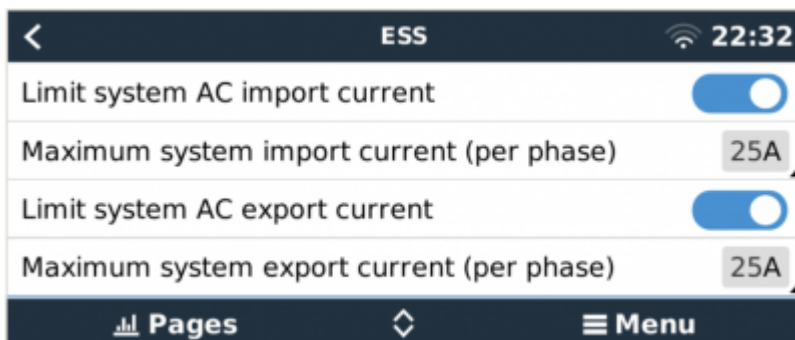 ESS 22:32
Limit system AC import current
Maximum system import current (per phase) 25A
Limit system AC export current
Maximum system export current (per phase) 25A
Pages Menu